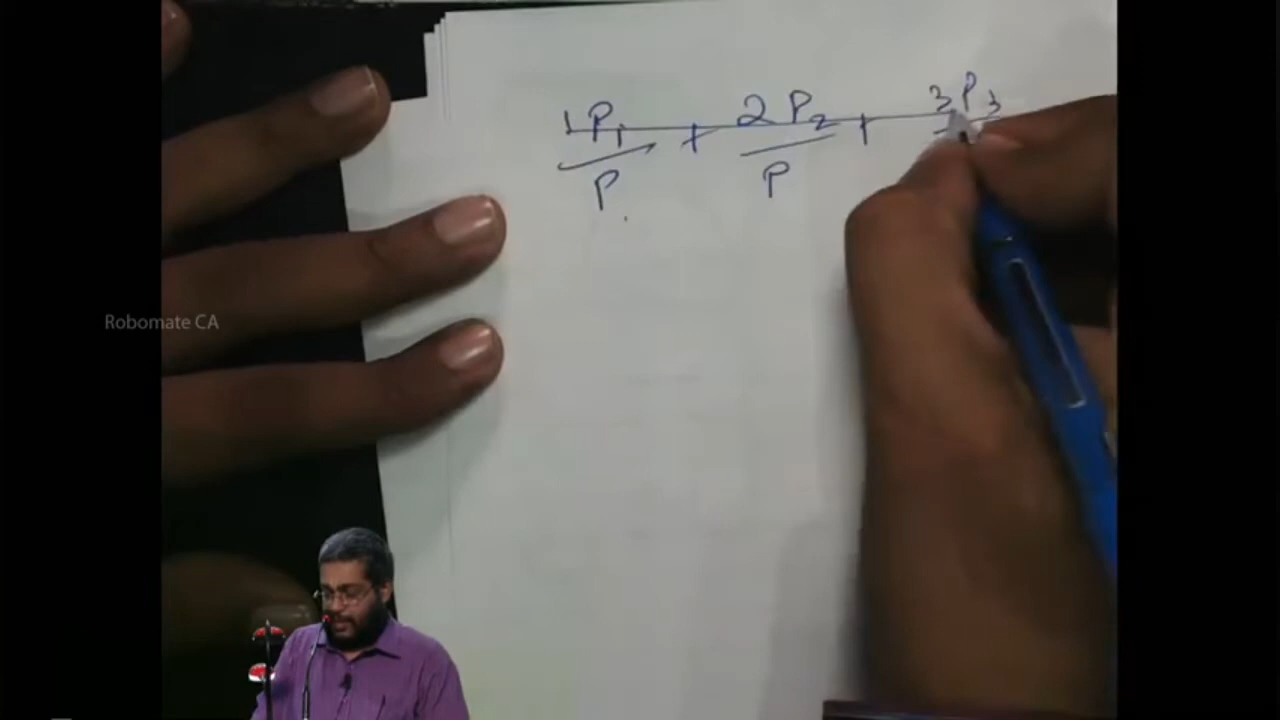 1P₁ + 2P₂ + 3P₃
P P
Robomate CA